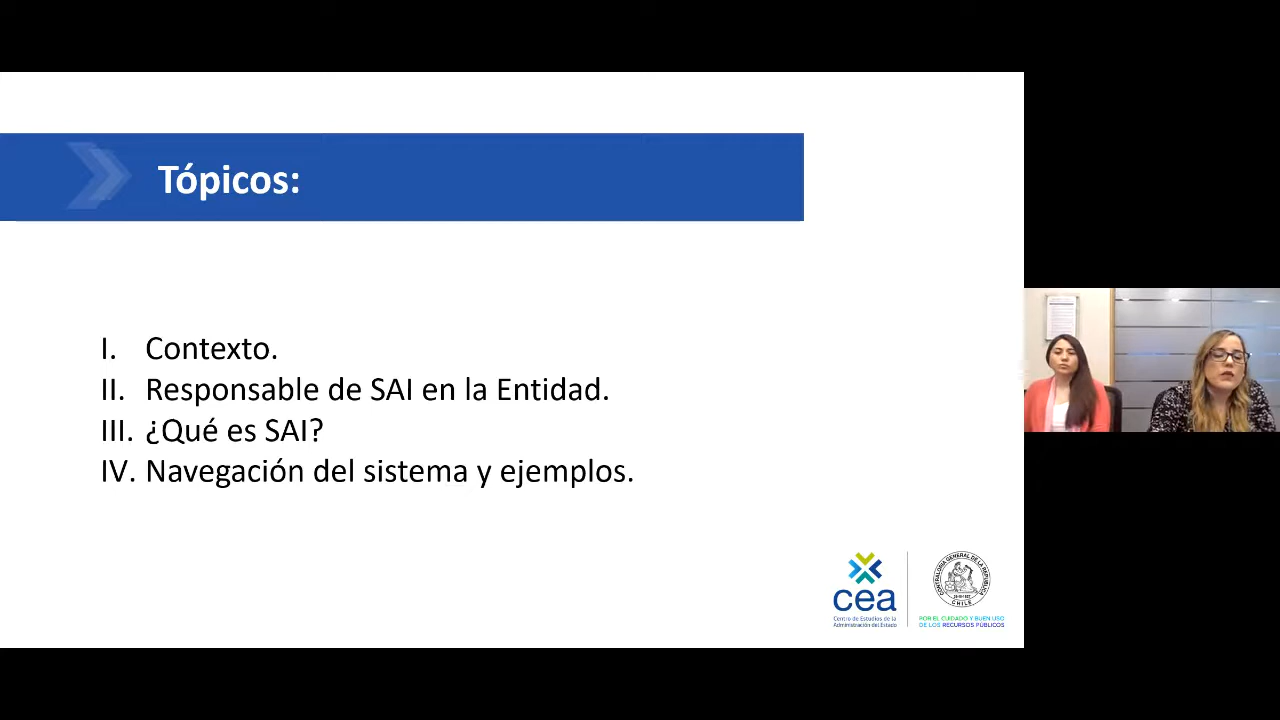 Tópicos:
I. Contexto.
II. Responsable de SAI en la Entidad.
III. ¿Qué es SAI?
IV. Navegación del sistema y ejemplos.
cea
Centro de Estudios de la
Administración del Estado
CONTRALORÍA GENERAL DE LA REPÚBLICA
CHILE
POR EL CUIDADO Y BUEN USO
DE LOS RECURSOS PÚBLICOS